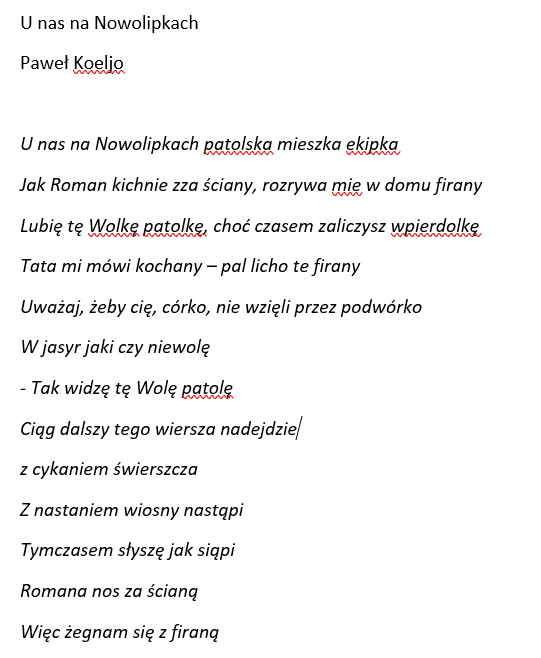 U nas na Nowolipkach
Paweł Koeljo
U nas na Nowolipkach patolska mieszka ekipka
Jak Roman kichnie zza ściany, rozrywa mie w domu firany
Lubię tę Wolkę patolkę, choć czasem zaliczysz wpierdolkę
Tata mi mówi kochany – pal licho te firany
Uważaj, żeby cię, córko, nie wzięli przez podwórko
W jasyr jaki czy niewolę
- Tak widzę tę Wolę patolę
Ciąg dalszy tego wiersza nadejdzie
z cykaniem świerszcza
Z nastaniem wiosny nastąpi
Tymczasem słyszę jak siąpi
Romana nos za ścianą
Więc żegnam się z firaną